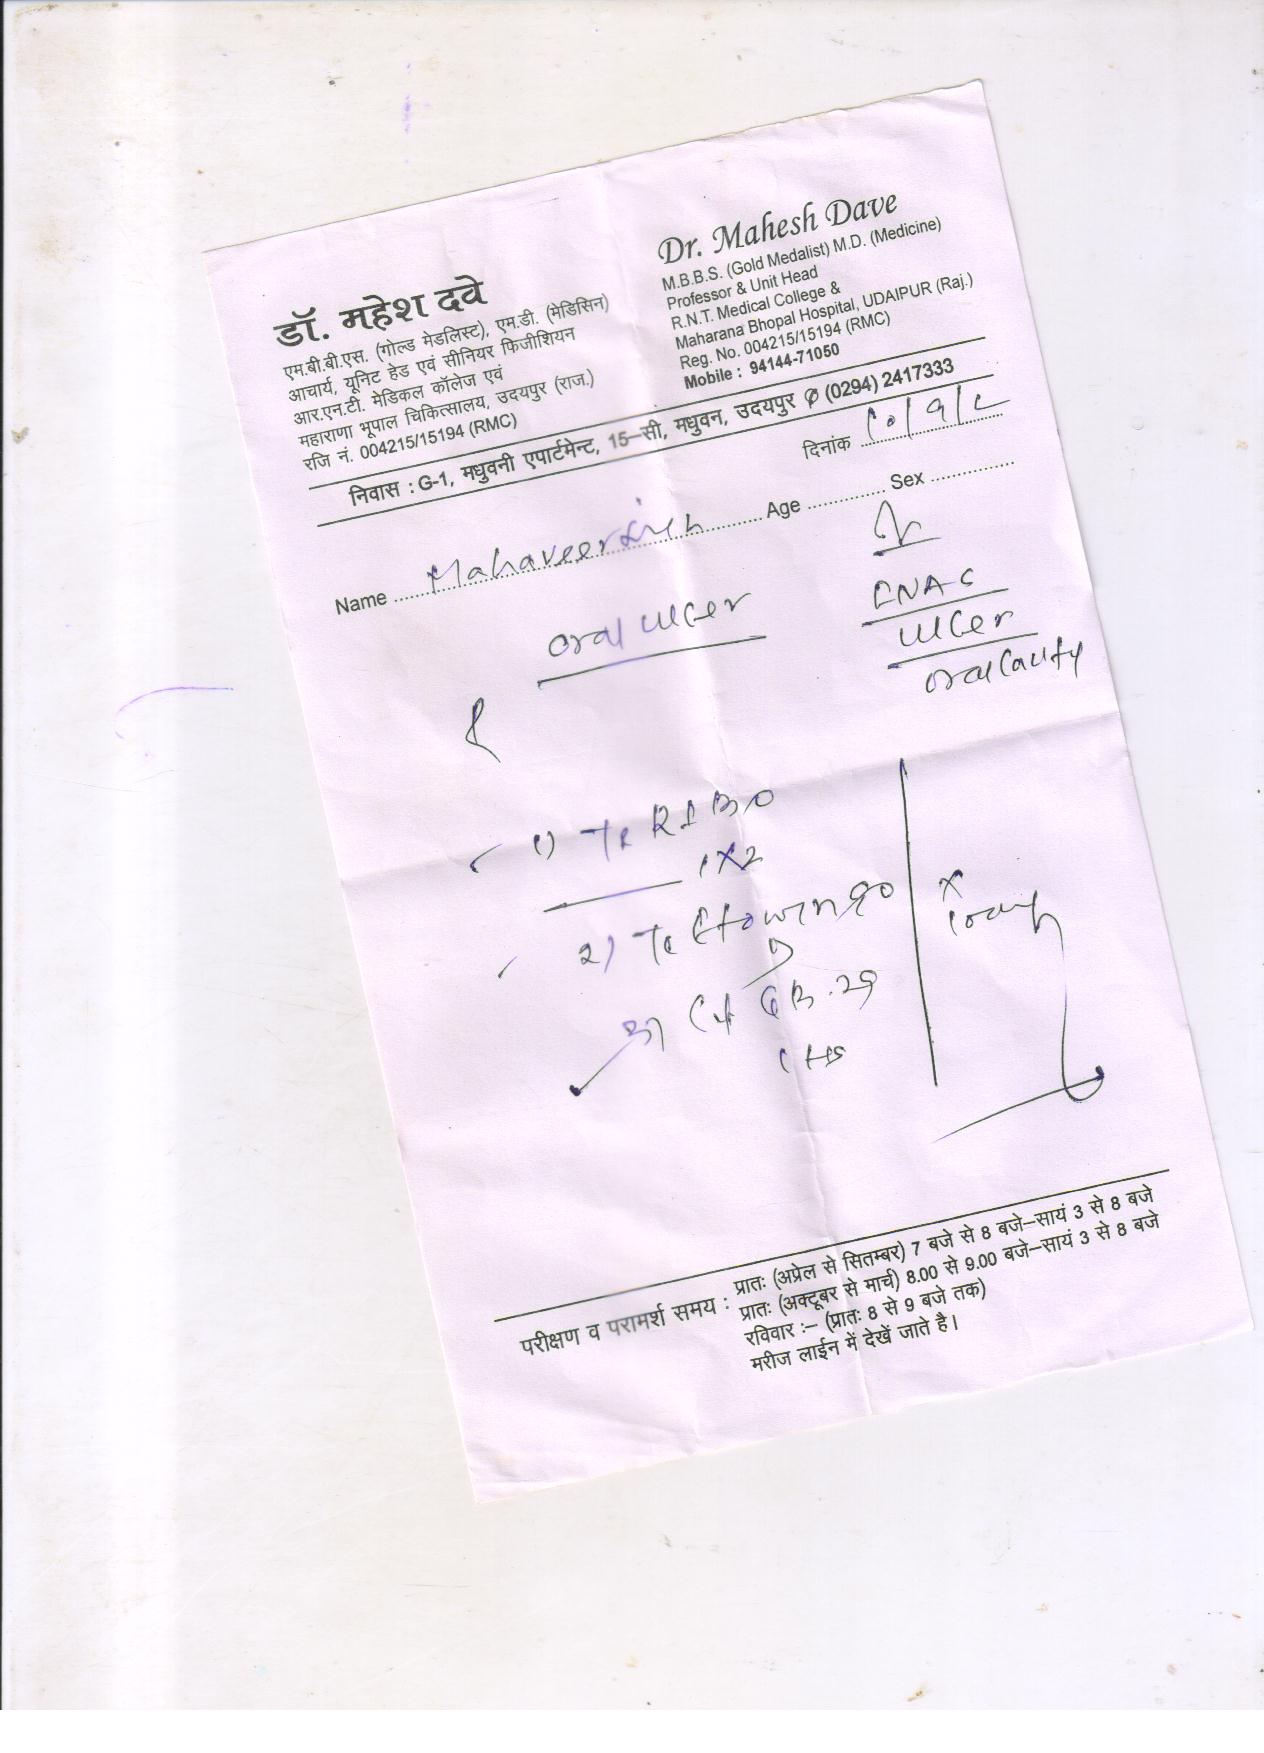 डॉ. महेश दवे
एम.बी.बी.एस. (गोल्ड मेडलिस्ट), एम.डी. (मेडिसिन)
आचार्य, यूनिट हेड एवं सीनियर फिजीशियन
आर.एन.टी. मेडिकल कॉलेज एवं
महाराणा भूपाल चिकित्सालय, उदयपुर (राज.)
रजि नं. 004215/15194 (RMC)
Dr. Mahesh Dave
M.B.B.S. (Gold Medalist) M.D. (Medicine)
Professor & Unit Head
R.N.T. Medical College &
Maharana Bhopal Hospital, UDAIPUR (Raj.)
Reg. No. 004215/15194 (RMC)
Mobile : 94144-71050
निवास : G-1, मधुवनी एपार्टमेन्ट, 15-सी, मधुवन, उदयपुर ✆ (0294) 2417333
दिनांक
Name Mahaveer Age Sex
oral ulcer
ulcer
oral cavity
1) RIBO
1X2
2)
3)
परीक्षण व परामर्श समय : प्रातः (अप्रेल से सितम्बर) 7 बजे से 8 बजे-सायं 3 से 8 बजे
प्रातः (अक्टूबर से मार्च) 8.00 से 9.00 बजे-सायं 3 से 8 बजे
रविवार :- (प्रातः 8 से 9 बजे तक)
मरीज लाईन में देखें जाते है।